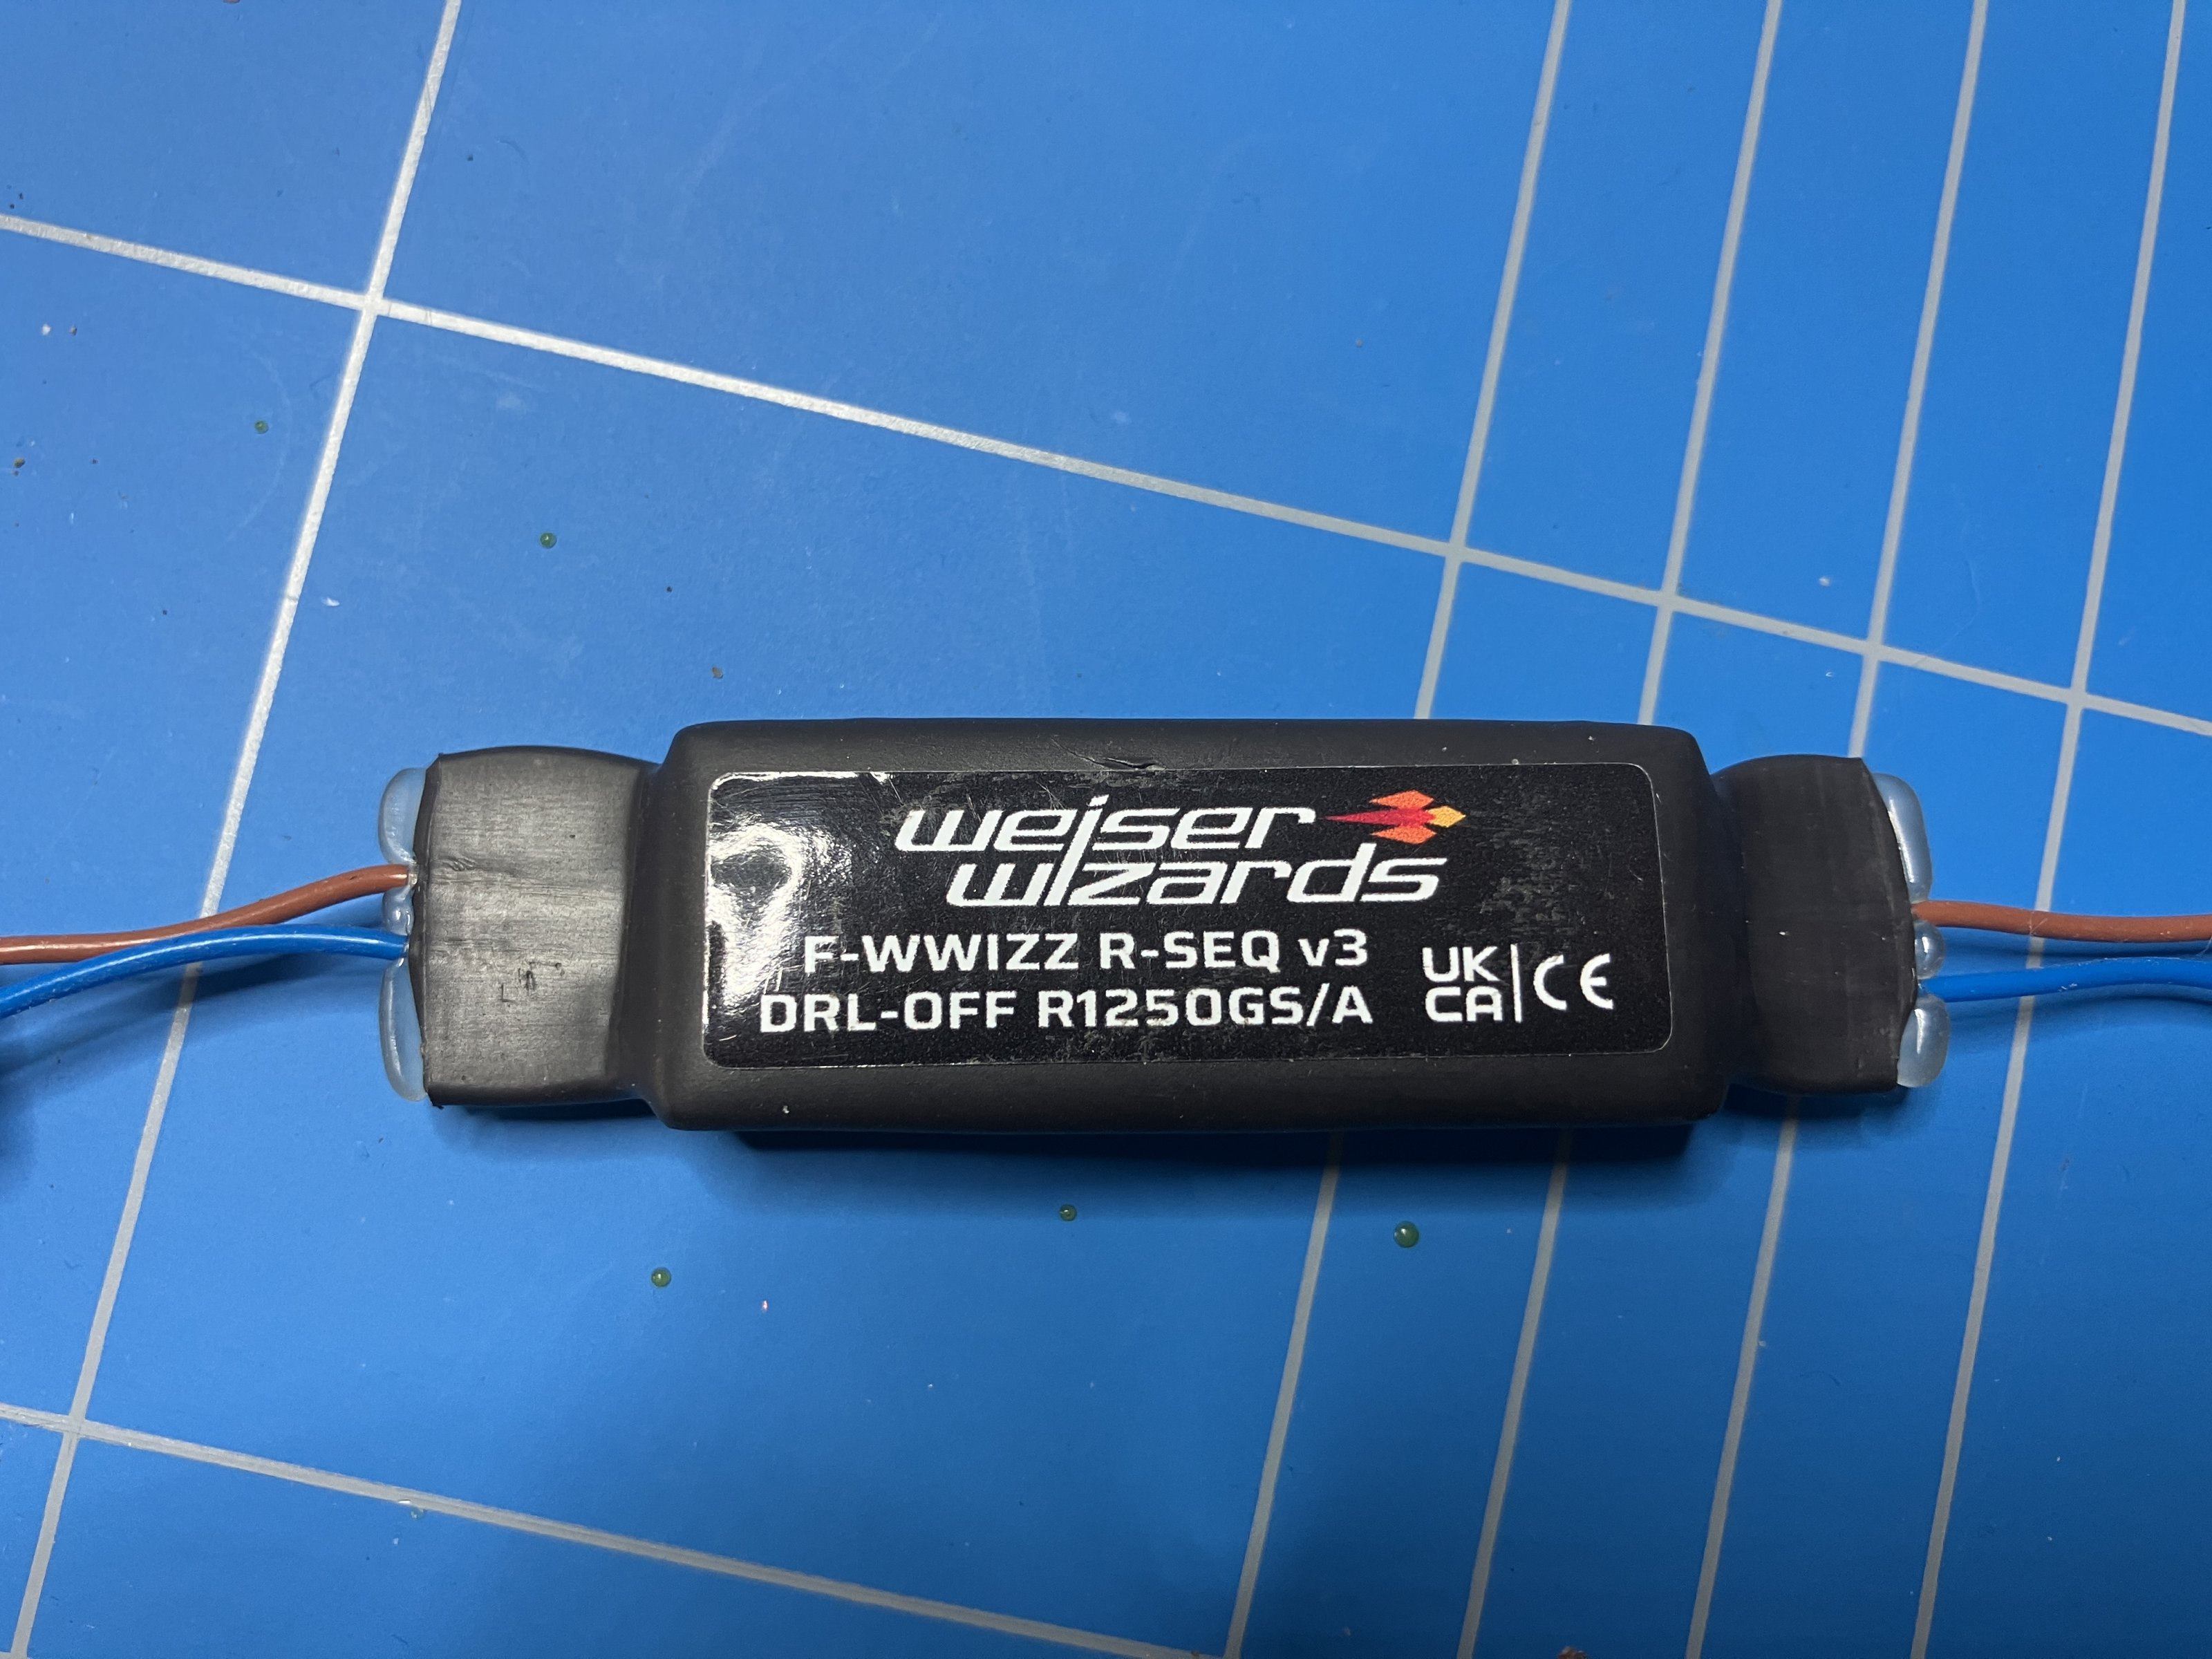 weiser
wizards
F-WWIZZ R-SEQ v3
DRL-OFF R1250GS/A
UK
CA
CE